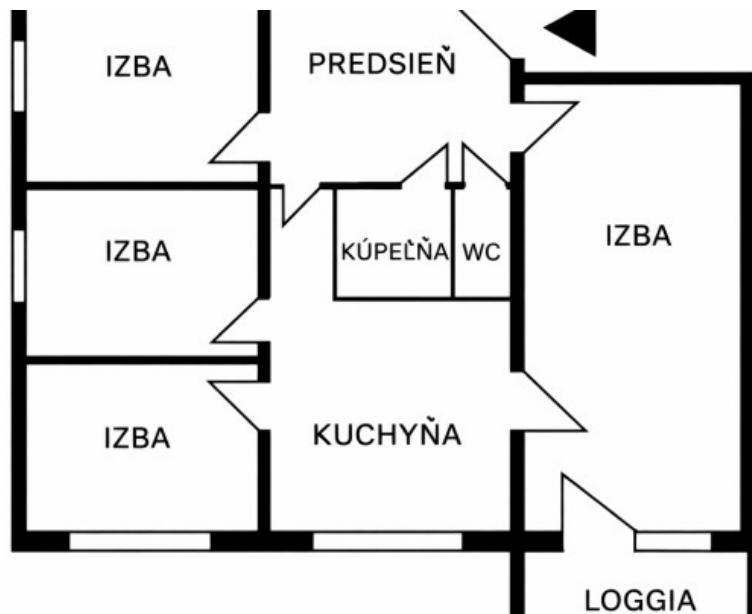 IZBA
PREDSIEŇ
IZBA
KÚPEĽŇA
WC
IZBA
IZBA
KUCHYŇA
LOGGIA